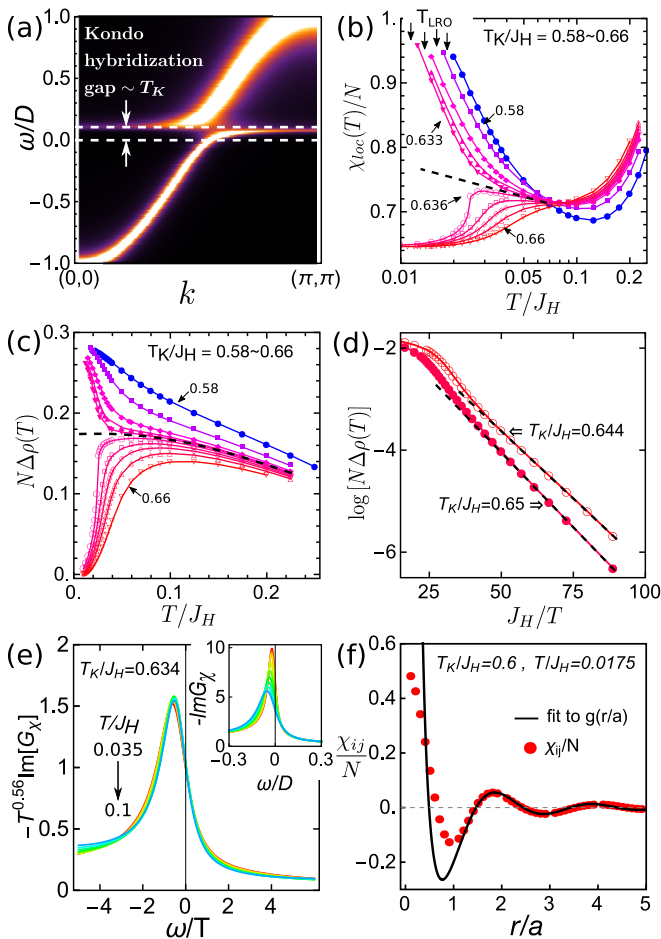 (a)
Kondo
hybridization
gap ~ T_K
ω/D
1.0
0.5
0.0
−0.5
−1.0
(0,0)
k
(π,π)
(b)
T_LRO
T_K/J_H = 0.58~0.66
χ_loc(T)/N
1
0.9
0.8
0.7
0.6
0.58
0.633
0.636
0.66
0.01
0.05
0.1
0.2
T/J_H
(c)
T_K/J_H = 0.58~0.66
NΔρ(T)
0.3
0.2
0.1
0.
0.58
0.66
0.
0.1
0.2
T/J_H
(d)
log [NΔρ(T)]
−2
−4
−6
⇐ T_K/J_H=0.644
T_K/J_H=0.65 ⇒
25
50
75
100
J_H/T
(e)
T_K/J_H=0.634
−T^0.56 Im[G_χ]
2
1.5
1
0.5
0.
T/J_H
0.035
0.1
−4
−2
0
2
4
ω/T
-ImG_χ
10
5
0
−0.3
0
0.3
ω/D
(f)
T_K/J_H=0.6 , T/J_H=0.0175
χ_ij/N
0.6
0.4
0.2
0
-0.2
fit to g(r/a)
χ_ij/N
0
1
2
3
4
5
r/a